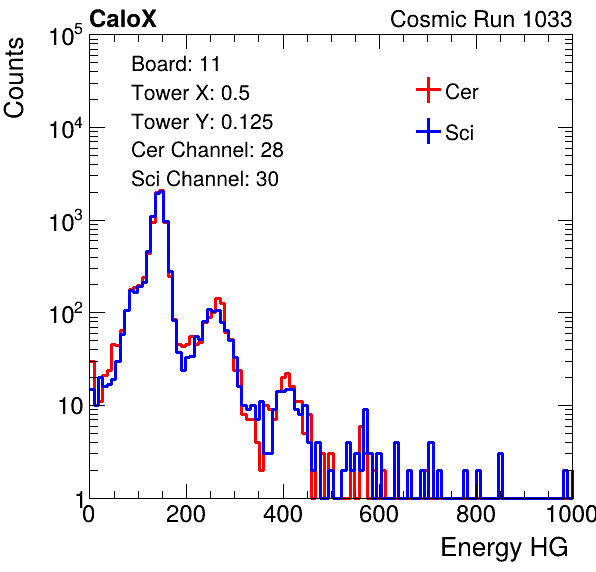 CaloX Cosmic Run 1033
Counts
10^5
10^4
10^3
10^2
10
1
Board: 11
Tower X: 0.5
Tower Y: 0.125
Cer Channel: 28
Sci Channel: 30
Cer
Sci
0 200 400 600 800 1000
Energy HG